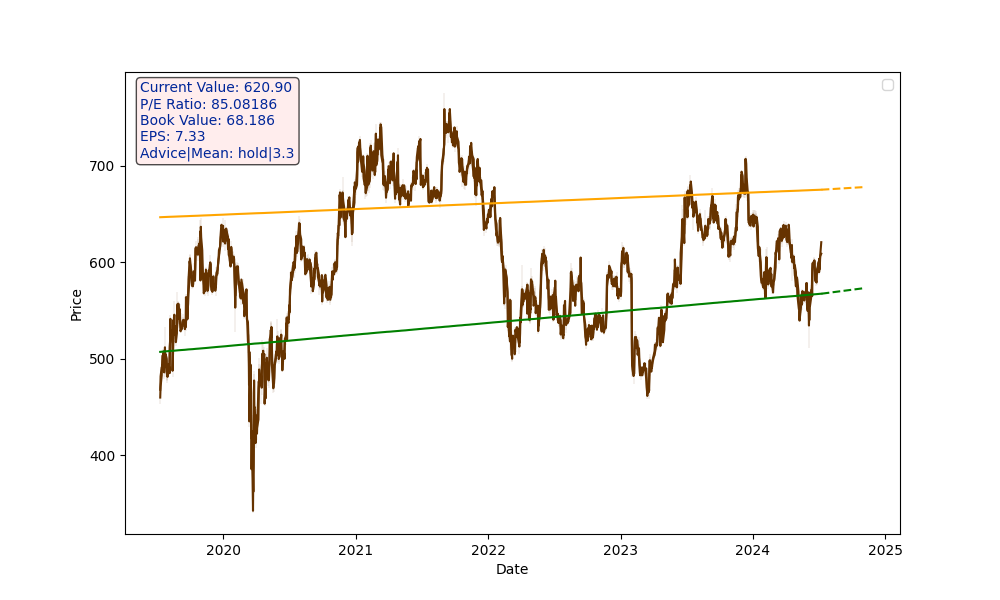 Current Value: 620.90
P/E Ratio: 85.08186
Book Value: 68.186
EPS: 7.33
Advice|Mean: hold|3.3
700
600
500
400
Price
2020 2021 2022 2023 2024 2025
Date